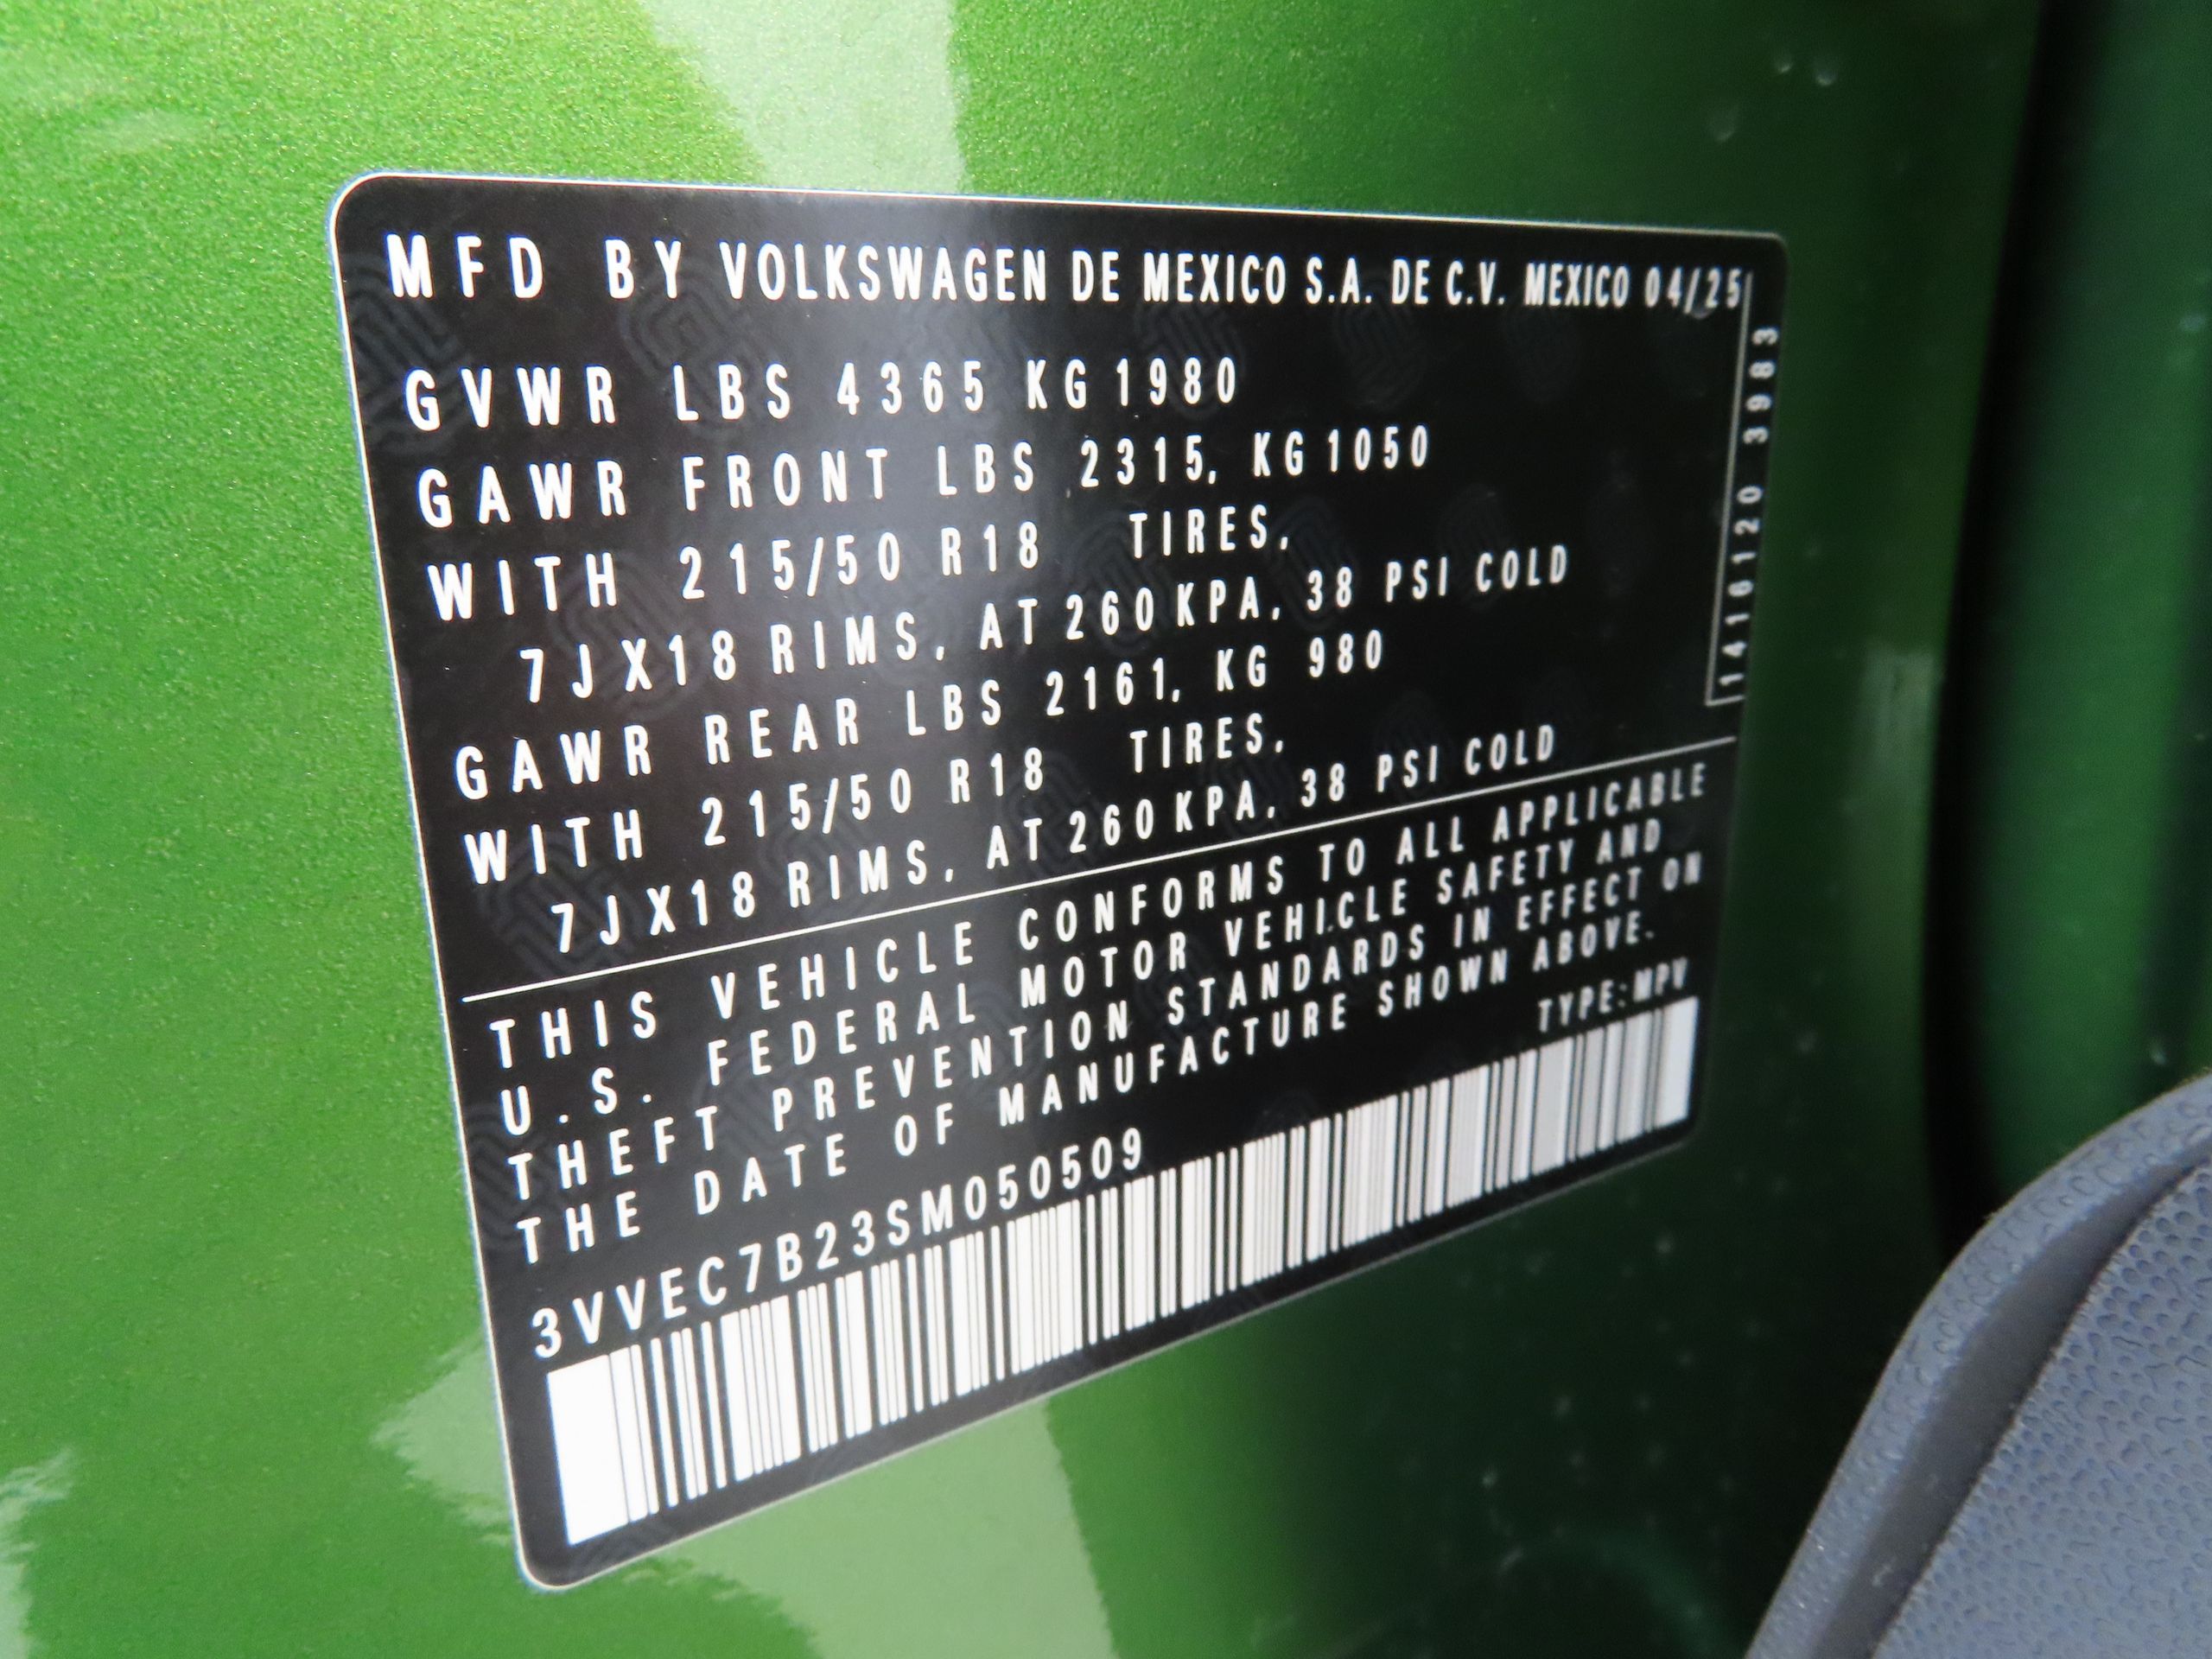 MFD BY VOLKSWAGEN DE MEXICO S.A. DE C.V. MEXICO 04/25
GVWR LBS 4365 KG 1980
GAWR FRONT LBS 2315, KG 1050
WITH 215/50 R18 TIRES,
7JX18 RIMS, AT 260 KPA, 38 PSI COLD
GAWR REAR LBS 2161, KG 980
WITH 215/50 R18 TIRES,
7JX18 RIMS, AT 260 KPA, 38 PSI COLD
1416120 3983
THIS VEHICLE CONFORMS TO ALL APPLICABLE
U.S. FEDERAL MOTOR VEHICLE SAFETY AND
THEFT PREVENTION STANDARDS IN EFFECT ON
THE DATE OF MANUFACTURE SHOWN ABOVE.
TYPE:MPV
3VVEC7B23SM050509